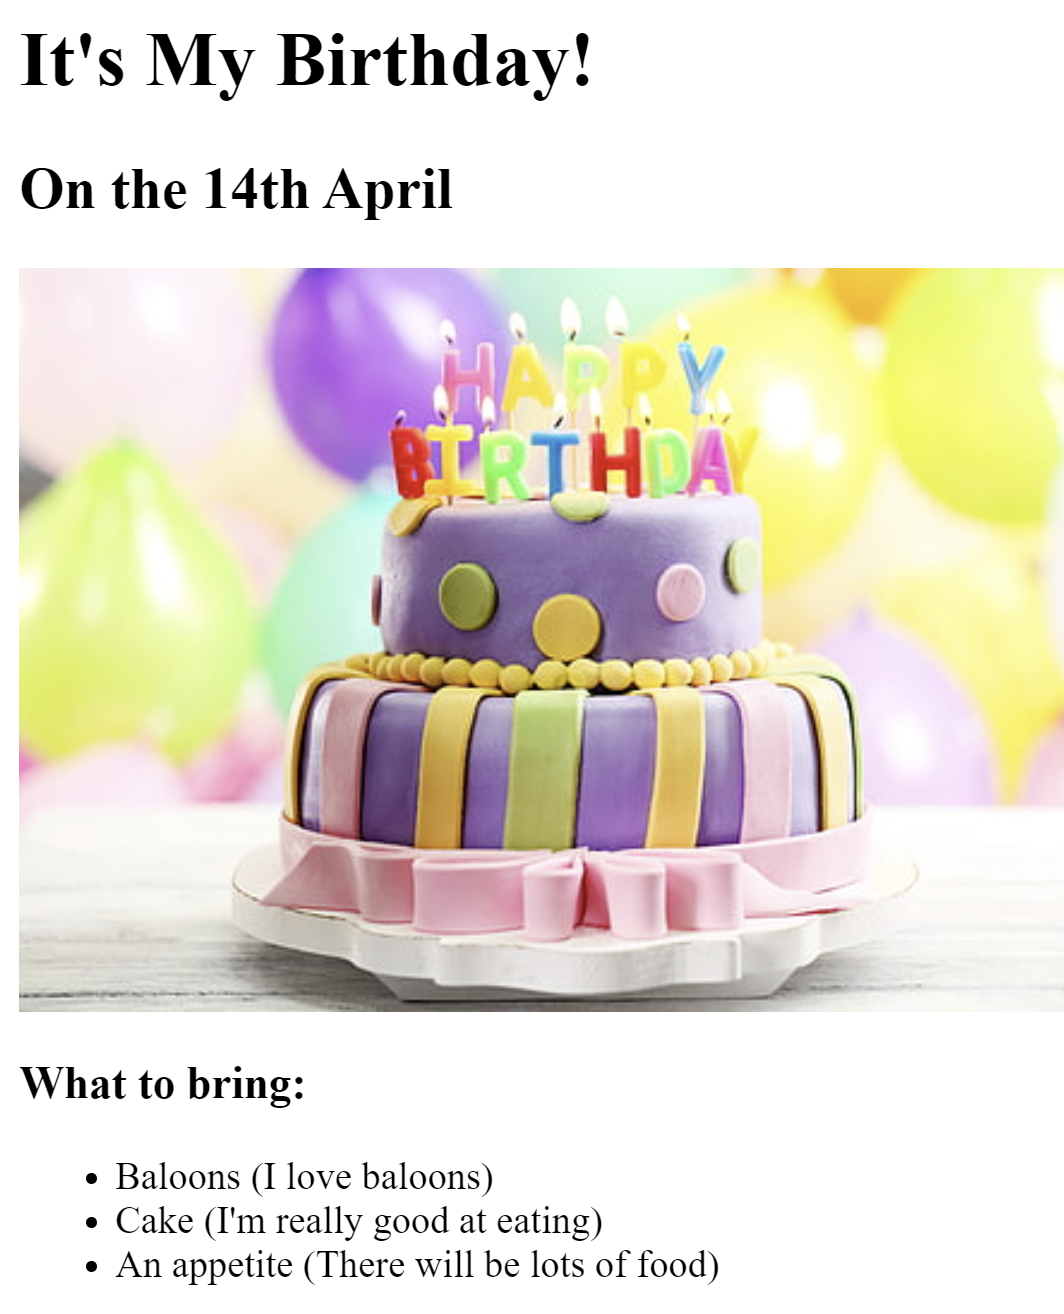 It's My Birthday!
On the 14th April
HAPPY
BIRTHDAY
What to bring:
Baloons (I love baloons)
Cake (I'm really good at eating)
An appetite (There will be lots of food)